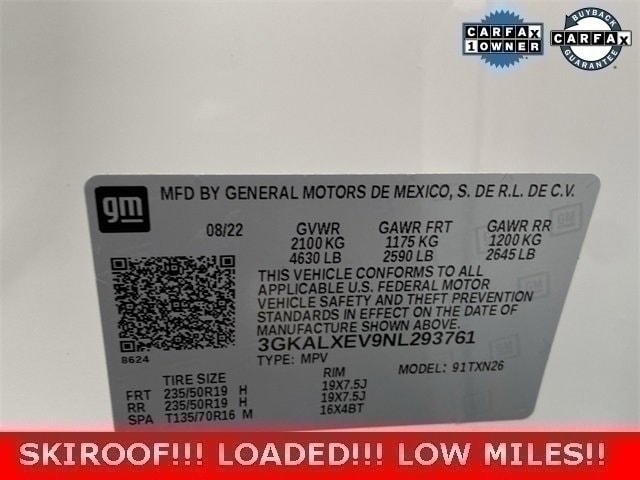 CARFAX
1 OWNER
BUYBACK
CARFAX
GUARANTEE
gm
MFD BY GENERAL MOTORS DE MEXICO, S. DE R.L. DE C.V.
08/22 GVWR GAWR FRT GAWR RR
2100 KG 1175 KG 1200 KG
4630 LB 2590 LB 2645 LB
THIS VEHICLE CONFORMS TO ALL
APPLICABLE U.S. FEDERAL MOTOR
VEHICLE SAFETY AND THEFT PREVENTION
STANDARDS IN EFFECT ON THE DATE OF
MANUFACTURE SHOWN ABOVE.
8624
3GKALXEV9NL293761
TYPE: MPV MODEL: 91TXN26
TIRE SIZE RIM
FRT 235/50R19 H 19X7.5J
RR 235/50R19 H 19X7.5J
SPA T135/70R16 M 16X4BT
SKIROOF!!! LOADED!!! LOW MILES!!